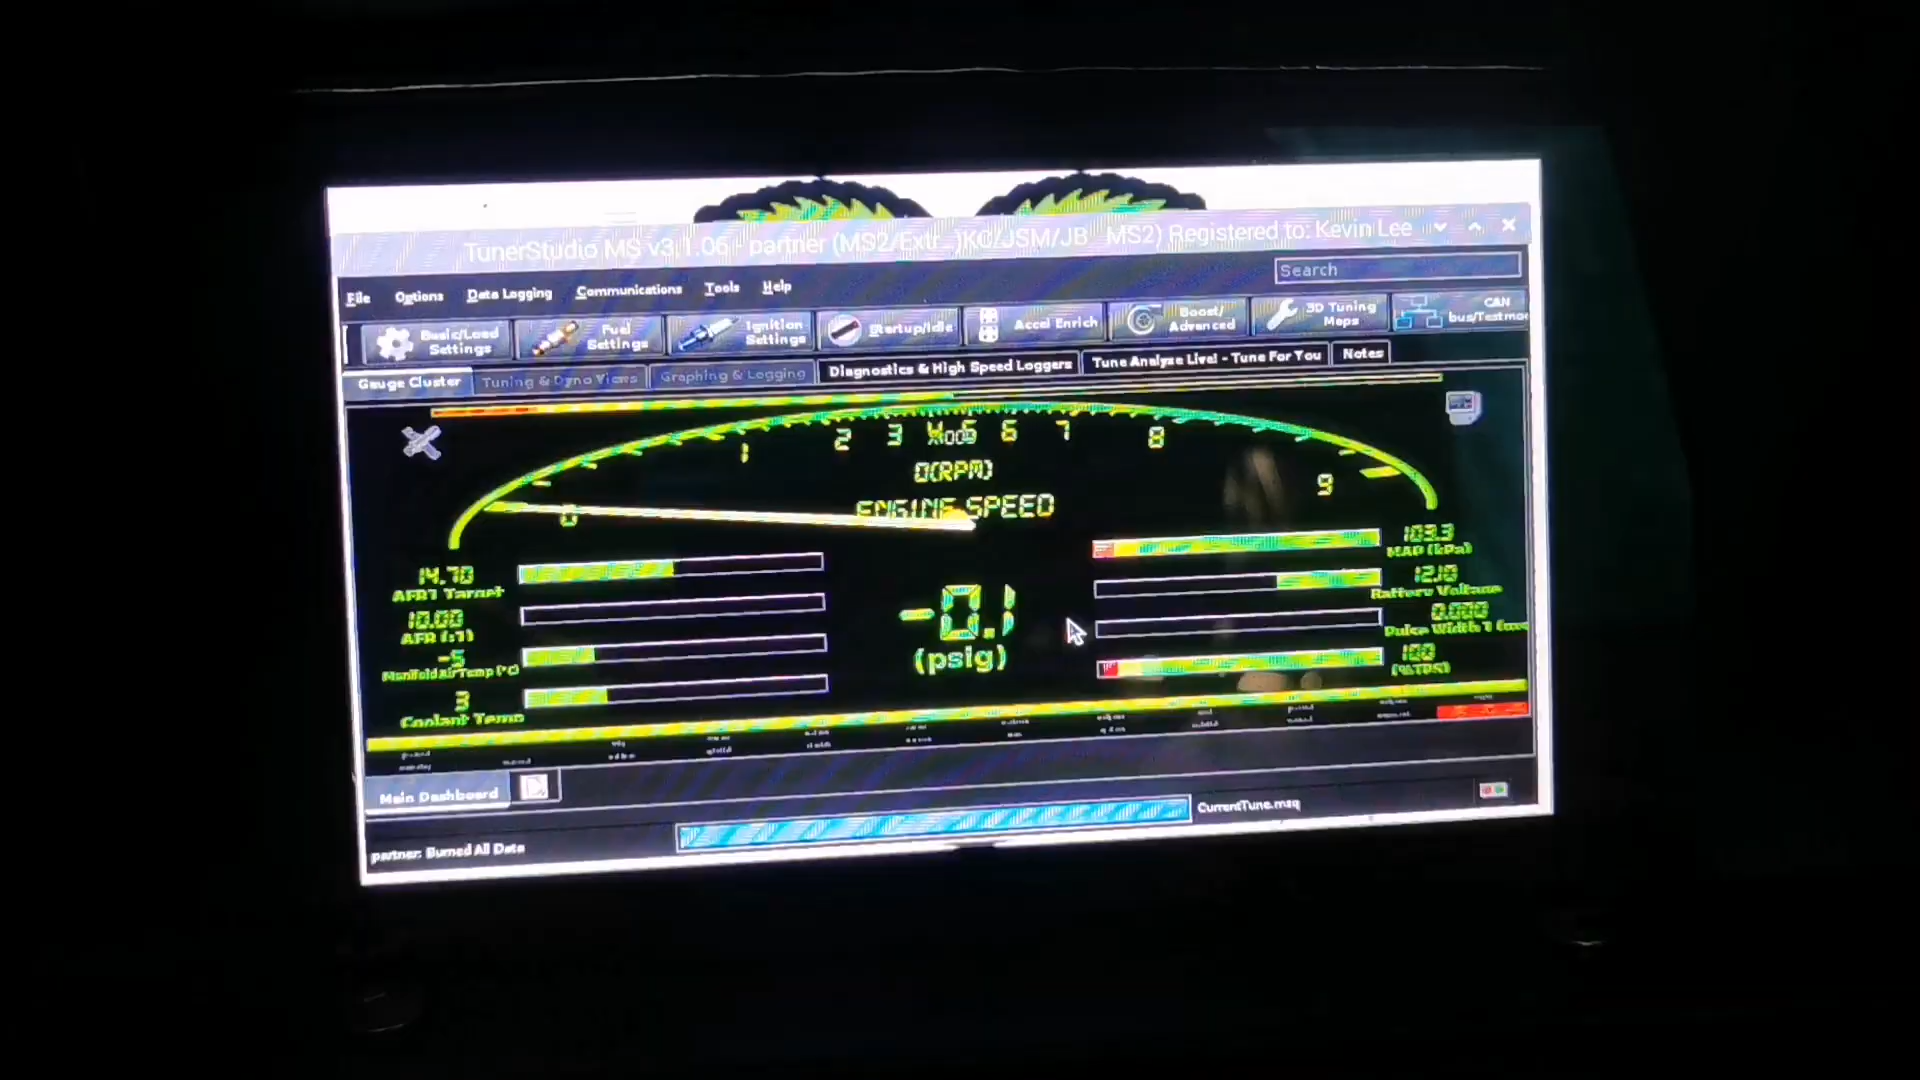 TunerStudio MS v3.1.06 - partner (MS2/Extr...)KC/JSM/JB MS2) Registered to: Kevin Lee
Search
File Options Data Logging Communications Tools Help
Basic/Load Settings
Fuel Settings
Ignition Settings
Startup/Idle
Accel Enrich
Boost/ Advanced
3D Tuning Maps
CAN bus/Testmo
Gauge Cluster
Tuning & Dyno Views
Graphing & Logging
Diagnostics & High Speed Loggers
Tune Analyze Live! - Tune For You
Notes
0 1 2 3 5 6 7 8 9
0(RPM)
ENGINE SPEED
14.70
AFR1 Target
10.00
AFR (:1)
-5
Manifold Air Temp (°C)
3
Coolant Temp
-0.1
(psig)
103.3
MAP (kPa)
12.10
Battery Voltage
0.000
Pulse Width 1
100
(%TPS)
Main Dashboard
CurrentTune.msq
partner: Burned All Data